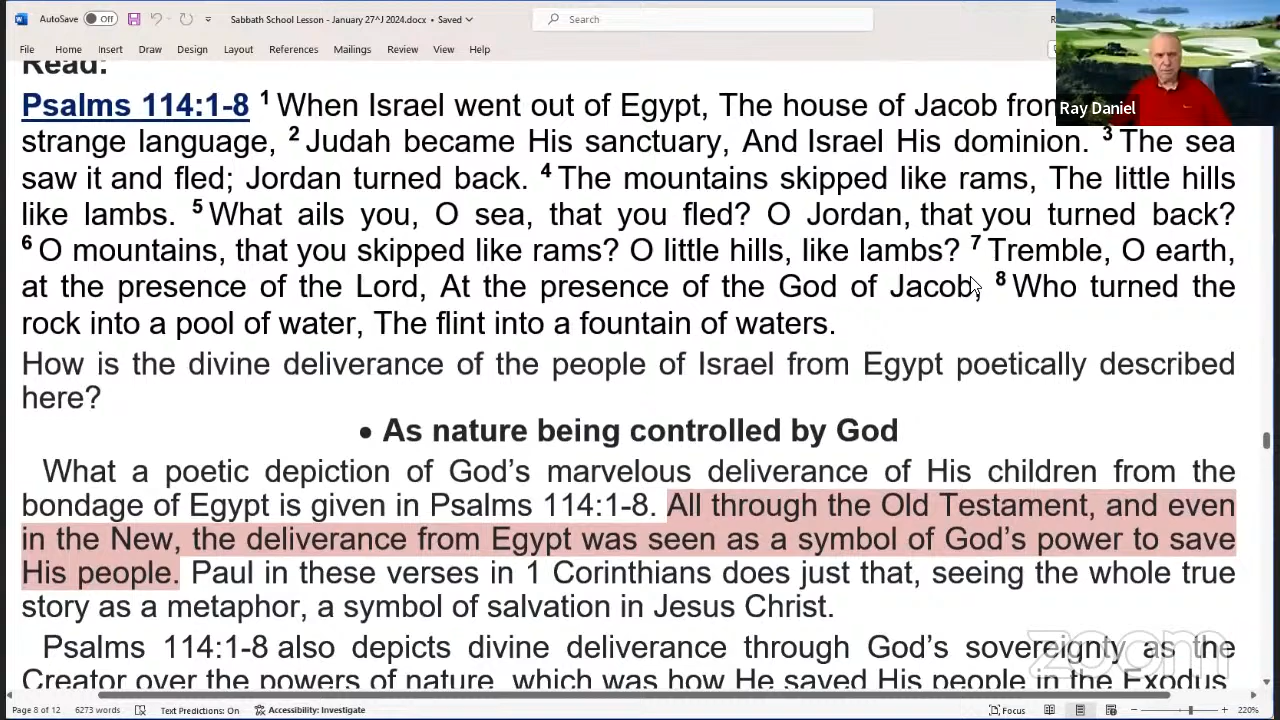 AutoSave Off Sabbath School Lesson - January 27^J 2024.docx • Saved Search
File Home Insert Draw Design Layout References Mailings Review View Help
Ray Daniel
Read:
Psalms 114:1-8 1 When Israel went out of Egypt, The house of Jacob
strange language, 2 Judah became His sanctuary, And Israel His dominion. 3 The sea
saw it and fled; Jordan turned back. 4 The mountains skipped like rams, The little hills
like lambs. 5 What ails you, O sea, that you fled? O Jordan, that you turned back?
6 O mountains, that you skipped like rams? O little hills, like lambs? 7 Tremble, O earth,
at the presence of the Lord, At the presence of the God of Jacob, 8 Who turned the
rock into a pool of water, The flint into a fountain of waters.
How is the divine deliverance of the people of Israel from Egypt poetically described
here?
• As nature being controlled by God
What a poetic depiction of God's marvelous deliverance of His children from the
bondage of Egypt is given in Psalms 114:1-8. All through the Old Testament, and even
in the New, the deliverance from Egypt was seen as a symbol of God's power to save
His people. Paul in these verses in 1 Corinthians does just that, seeing the whole true
story as a metaphor, a symbol of salvation in Jesus Christ.
Psalms 114:1-8 also depicts divine deliverance through God's sovereignty as the
Creator over the powers of nature, which was how He saved His people in the Exodus
zoom
Page 8 of 12 6273 words Text Predictions: On Accessibility: Investigate Focus 220%